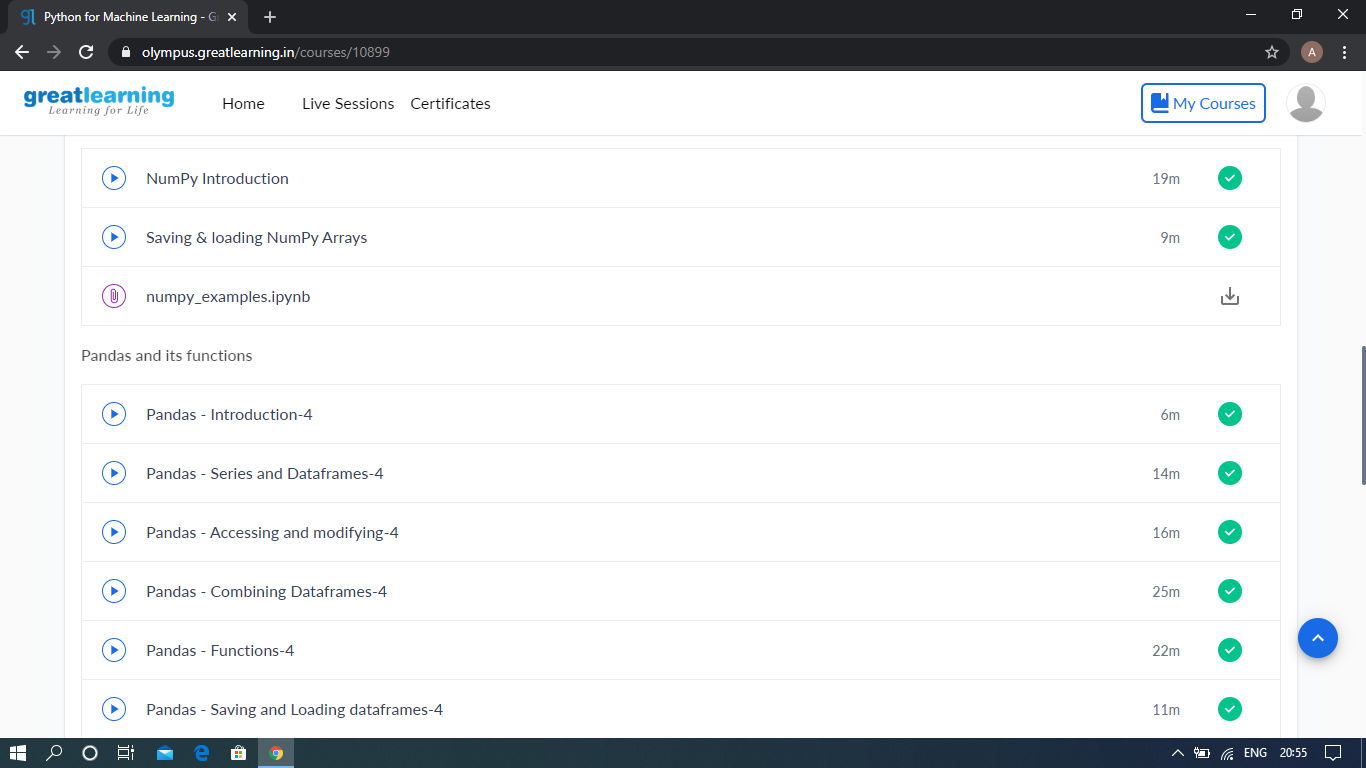 Python for Machine Learning - G
olympus.greatlearning.in/courses/10899
A
greatlearning
Learning for Life
Home
Live Sessions
Certificates
My Courses
NumPy Introduction
19m
Saving & loading NumPy Arrays
9m
numpy_examples.ipynb
Pandas and its functions
Pandas - Introduction-4
6m
Pandas - Series and Dataframes-4
14m
Pandas - Accessing and modifying-4
16m
Pandas - Combining Dataframes-4
25m
Pandas - Functions-4
22m
Pandas - Saving and Loading dataframes-4
11m
ENG
20:55